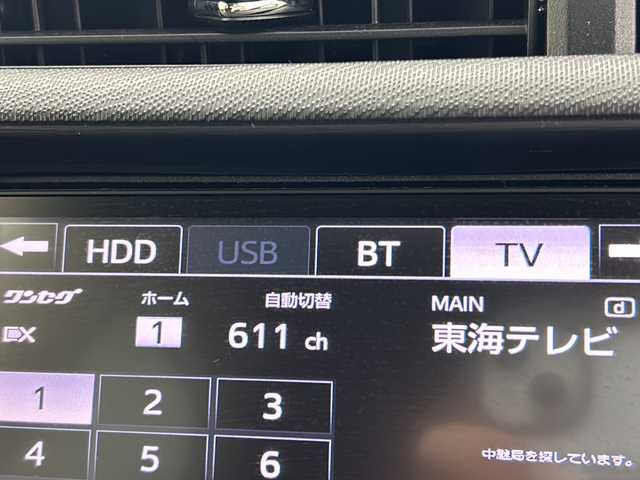 HDD USB BT TV
ワンセグ ホーム 自動切替 MAIN d
EX 1 611 ch 東海テレビ
1 2 3
4 5 6
中継局を探しています。